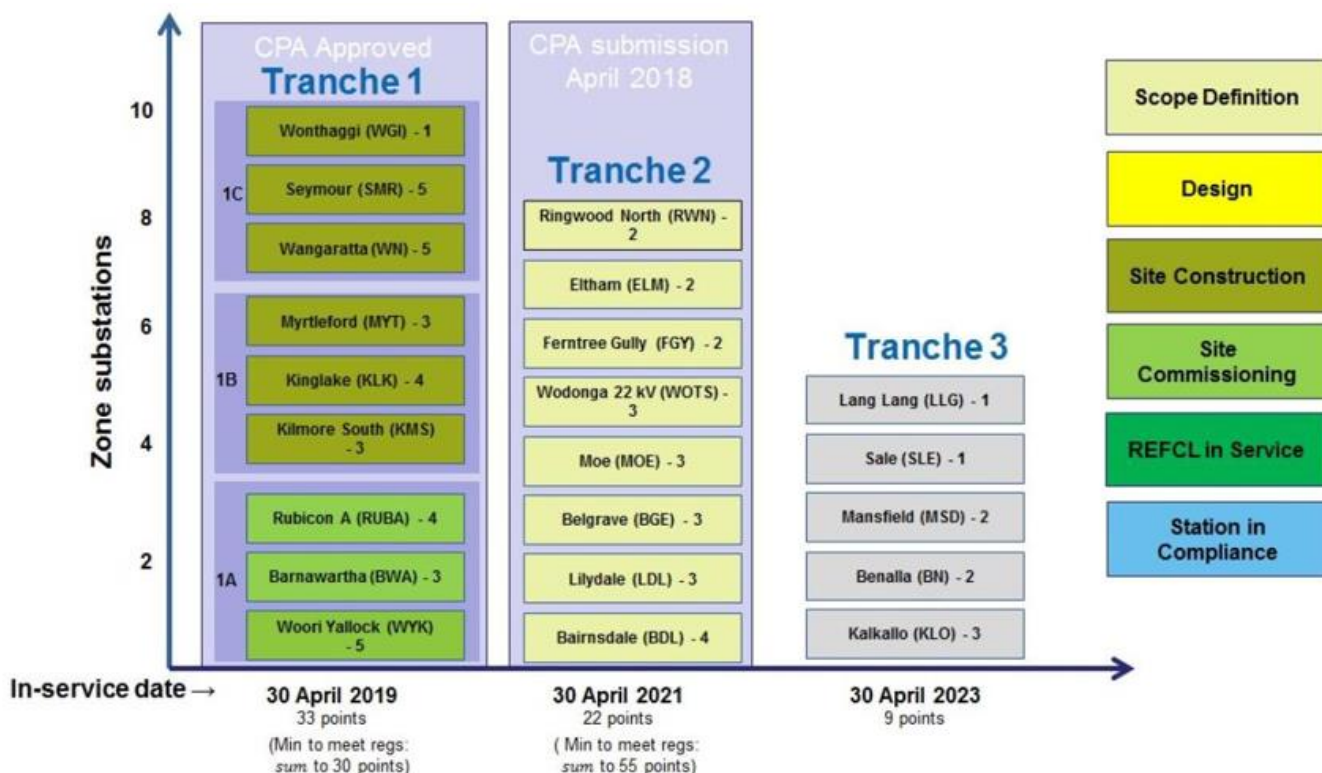 CPA Approved
Tranche 1
1C
Wonthaggi (WGI) - 1
Seymour (SMR) - 5
Wangaratta (WN) - 5
1B
Myrtleford (MYT) - 3
Kinglake (KLK) - 4
Kilmore South (KMS)
- 3
1A
Rubicon A (RUBA) - 4
Barnawartha (BWA) - 3
Woori Yallock (WYK)
- 5
CPA submission
April 2018
Tranche 2
Ringwood North (RWN) -
2
Eltham (ELM) - 2
Ferntree Gully (FGY) - 2
Wodonga 22 kV (WOTS) -
3
Moe (MOE) - 3
Belgrave (BGE) - 3
Lilydale (LDL) - 3
Bairnsdale (BDL) - 4
Tranche 3
Lang Lang (LLG) - 1
Sale (SLE) - 1
Mansfield (MSD) - 2
Benalla (BN) - 2
Kalkallo (KLO) - 3
Scope Definition
Design
Site Construction
Site
Commissioning
REFCL in Service
Station in
Compliance
Zone substations
10
8
6
4
2
In-service date →
30 April 2019
33 points
(Min to meet regs:
sum to 30 points)
30 April 2021
22 points
( Min to meet regs:
sum to 55 points)
30 April 2023
9 points